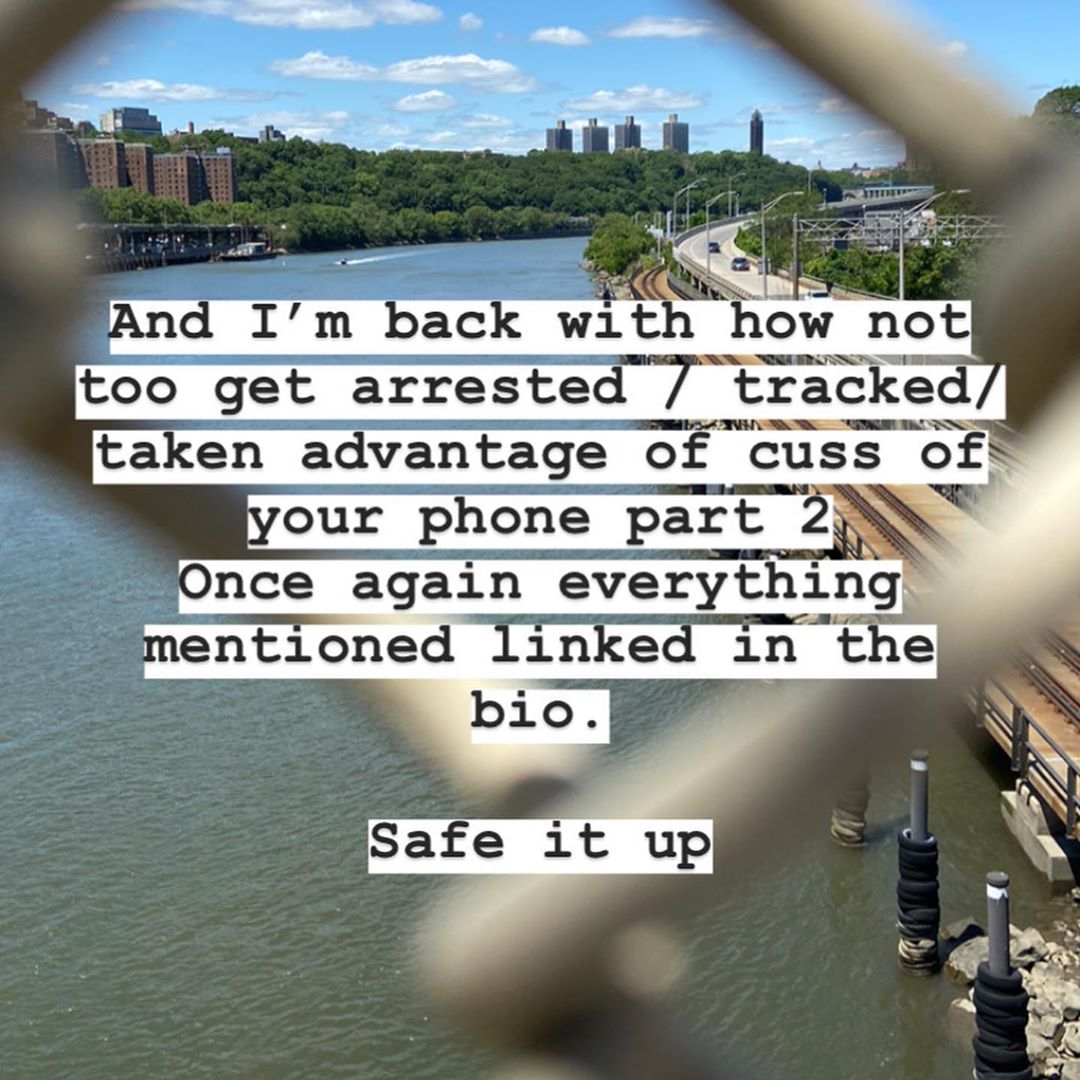 And I’m back with how not
too get arrested / tracked/
taken advantage of cuss of
your phone part 2
Once again everything
mentioned linked in the
bio.
Safe it up